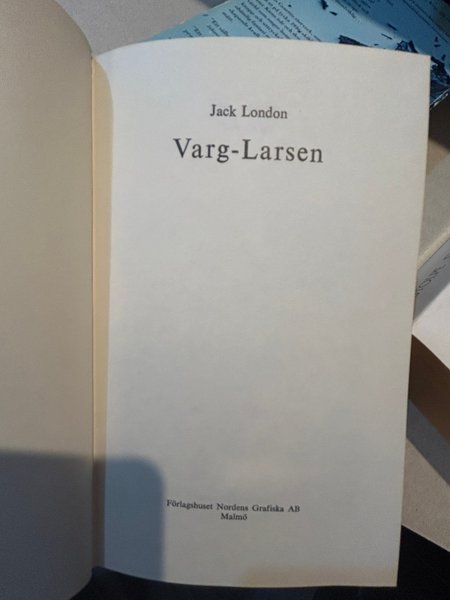 Jack London
Varg-Larsen
Förlagshuset Nordens Grafiska AB
Malmö